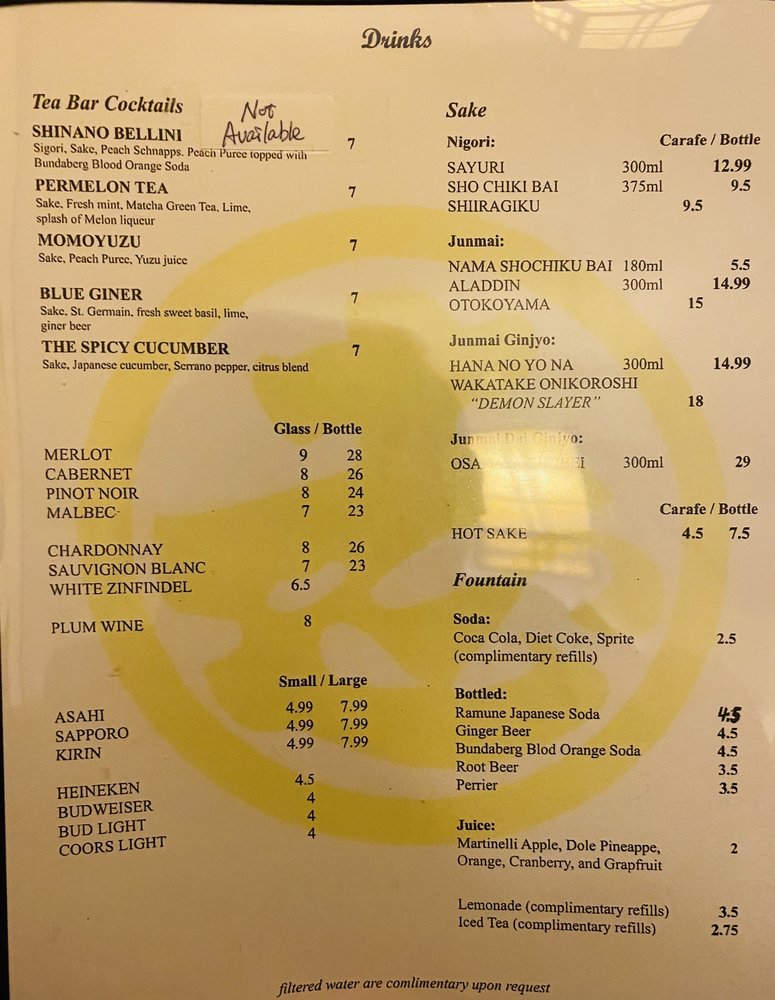 Drinks
Tea Bar Cocktails
Not
Available
SHINANO BELLINI 7
Sigori, Sake, Peach Schnapps. Peach Puree topped with
Bundaberg Blood Orange Soda
PERMELON TEA 7
Sake, Fresh mint, Matcha Green Tea, Lime,
splash of Melon liqueur
MOMOYUZU 7
Sake, Peach Puree, Yuzu juice
BLUE GINER 7
Sake, St. Germain, fresh sweet basil, lime,
giner beer
THE SPICY CUCUMBER 7
Sake, Japanese cucumber, Serrano pepper, citrus blend
Glass / Bottle
MERLOT 9 28
CABERNET 8 26
PINOT NOIR 8 24
MALBEC 7 23
CHARDONNAY 8 26
SAUVIGNON BLANC 7 23
WHITE ZINFINDEL 6.5
PLUM WINE 8
Small / Large
ASAHI 4.99 7.99
SAPPORO 4.99 7.99
KIRIN 4.99 7.99
HEINEKEN 4.5
BUDWEISER 4
BUD LIGHT 4
COORS LIGHT 4
Sake
Nigori: Carafe / Bottle
SAYURI 300ml 12.99
SHO CHIKI BAI 375ml 9.5
SHIIRAGIKU 9.5
Junmai:
NAMA SHOCHIKU BAI 180ml 5.5
ALADDIN 300ml 14.99
OTOKOYAMA 15
Junmai Ginjyo:
HANA NO YO NA 300ml 14.99
WAKATAKE ONIKOROSHI
"DEMON SLAYER" 18
Junmai Dai Ginjyo:
300ml 29
Carafe / Bottle
HOT SAKE 4.5 7.5
Fountain
Soda:
Coca Cola, Diet Coke, Sprite 2.5
(complimentary refills)
Bottled:
Ramune Japanese Soda 4.5
Ginger Beer 4.5
Bundaberg Blod Orange Soda 4.5
Root Beer 3.5
Perrier 3.5
Juice:
Martinelli Apple, Dole Pineapple, 2
Orange, Cranberry, and Grapfruit
Lemonade (complimentary refills) 3.5
Iced Tea (complimentary refills) 2.75
filtered water are comlimentary upon request